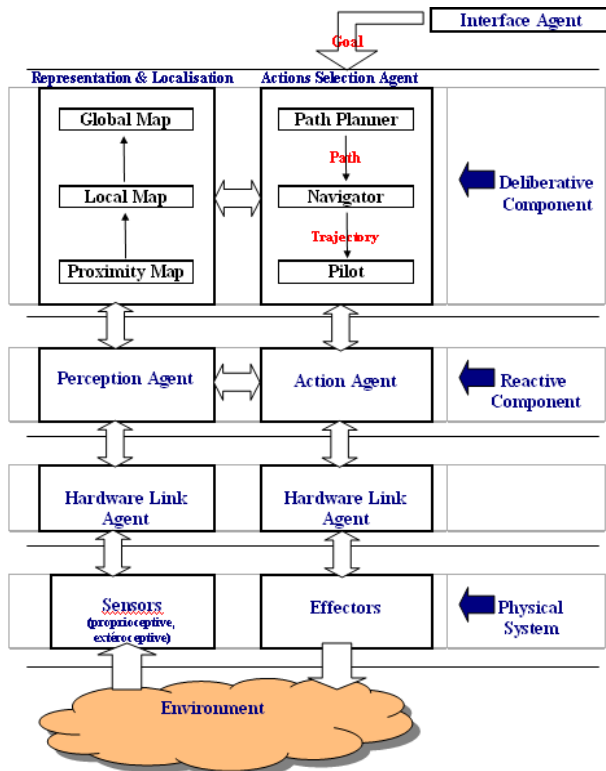 Interface Agent
Goal
Representation & Localisation
Actions Selection Agent
Global Map
Local Map
Proximity Map
Path Planner
Path
Navigator
Trajectory
Pilot
Deliberative
Component
Perception Agent
Action Agent
Reactive
Component
Hardware Link
Agent
Hardware Link
Agent
Sensors
(proprioceptive,
extéroceptive)
Effectors
Physical
System
Environment